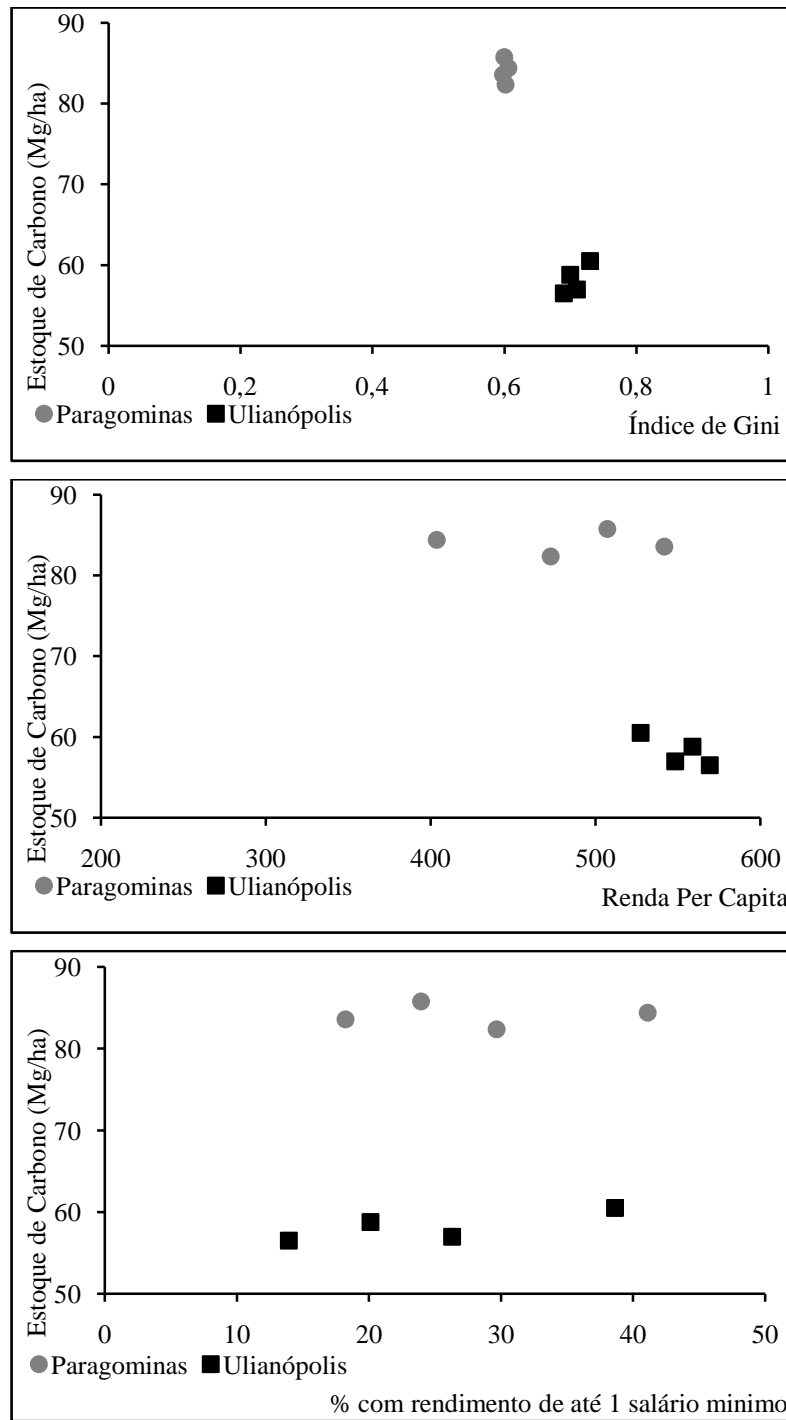 Estoque de Carbono (Mg/ha)
90
80
70
60
50
0 0,2 0,4 0,6 0,8 1
Paragominas Ulianópolis
Índice de Gini
Estoque de Carbono (Mg/ha)
90
80
70
60
50
200 300 400 500 600
Paragominas Ulianópolis
Renda Per Capita
Estoque de Carbono (Mg/ha)
90
80
70
60
50
0 10 20 30 40 50
Paragominas Ulianópolis
% com rendimento de até 1 salário minimo